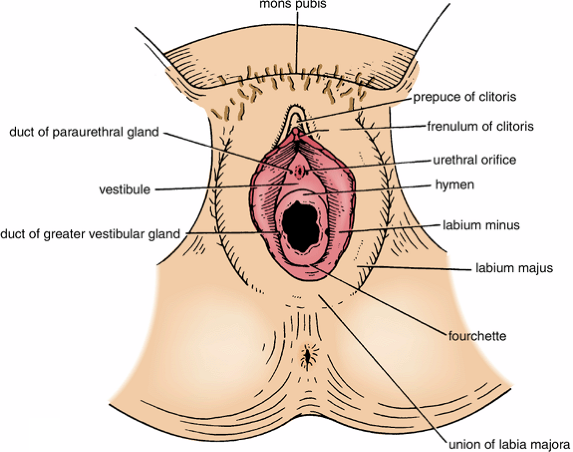 mons pubis
prepuce of clitoris
frenulum of clitoris
duct of paraurethral gland
urethral orifice
vestibule
hymen
labium minus
duct of greater vestibular gland
labium majus
fourchette
union of labia majora